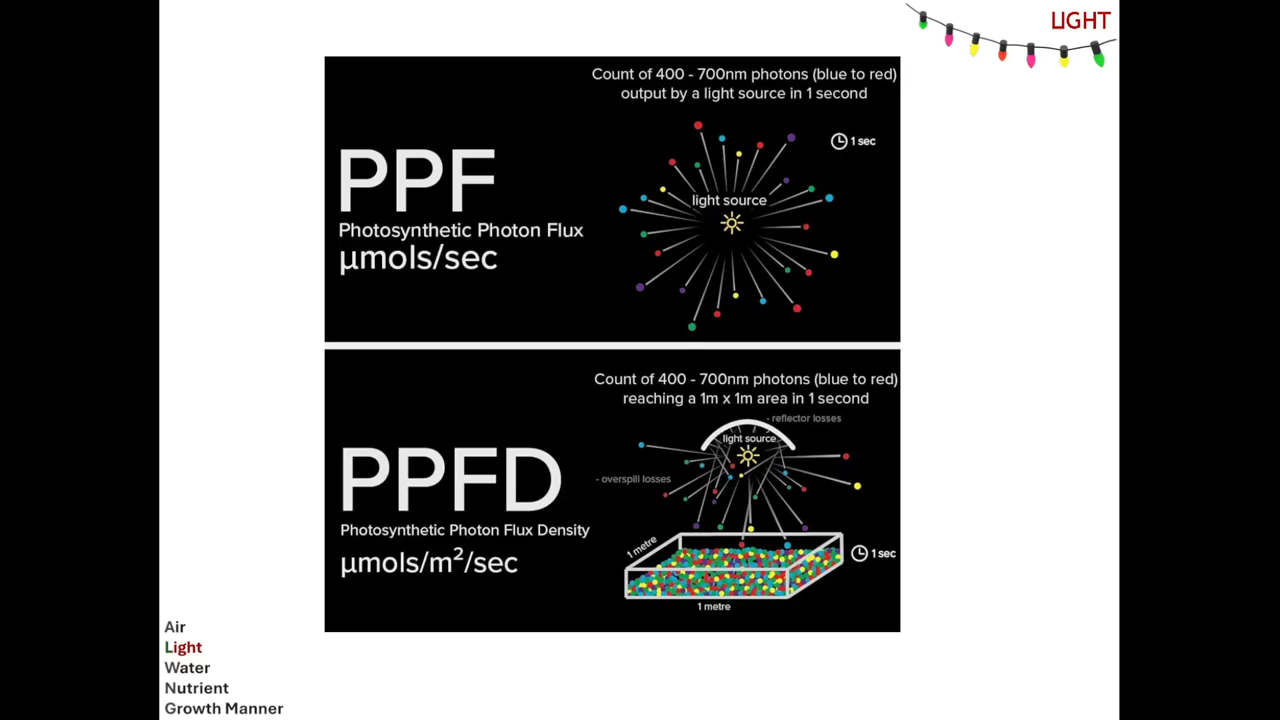 LIGHT
Count of 400 - 700nm photons (blue to red)
output by a light source in 1 second
1 sec
PPF
light source
Photosynthetic Photon Flux
µmols/sec
Count of 400 - 700nm photons (blue to red)
reaching a 1m x 1m area in 1 second
- reflector losses
light source
- overspill losses
PPFD
Photosynthetic Photon Flux Density
µmols/m²/sec
1 metre
1 sec
1 metre
Air
Light
Water
Nutrient
Growth Manner